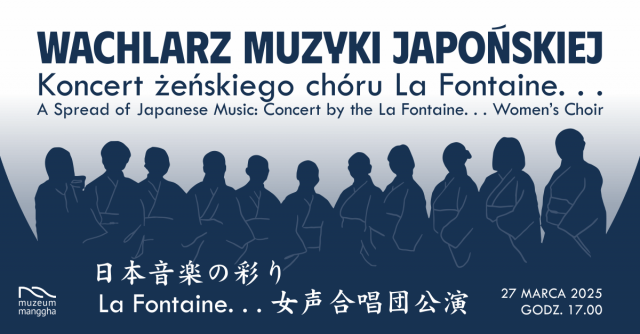 WACHLARZ MUZYKI JAPOŃSKIEJ
Koncert żeńskiego chóru La Fontaine. . .
A Spread of Japanese Music: Concert by the La Fontaine. . . Women's Choir
日本音楽の彩り
La Fontaine. . . 女声合唱団公演
muzeum
manggha
27 MARCA 2025
GODZ. 17.00